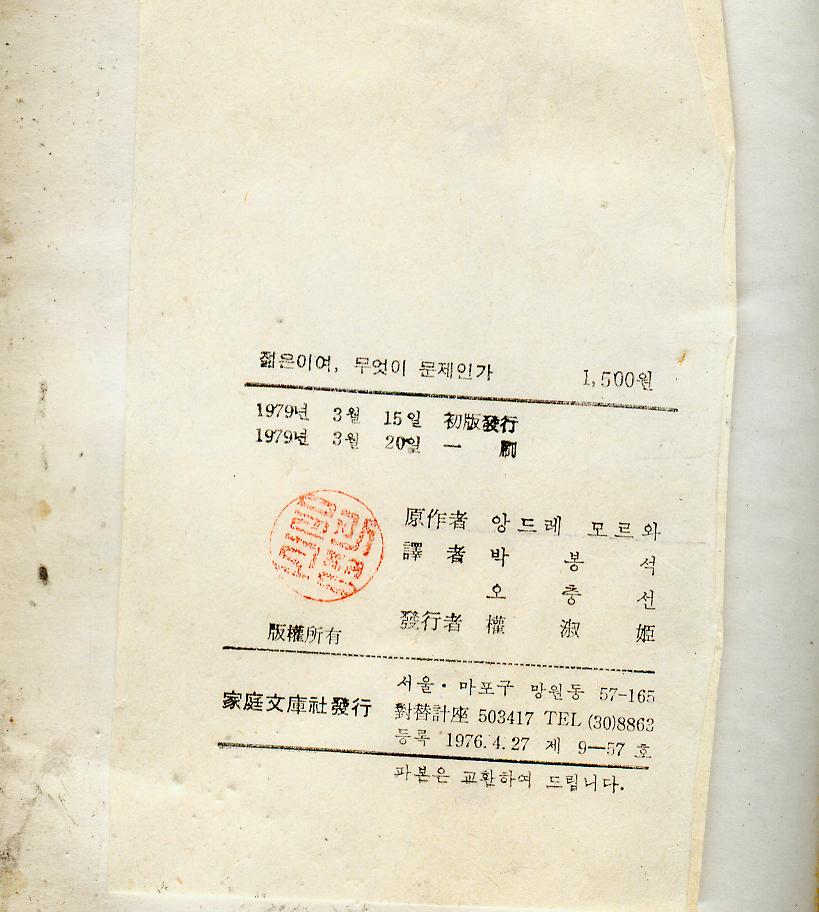 젊은이여, 무엇이 문제인가 1,500원
1979년 3월 15일 初版發行
1979년 3월 20일 一 刷
原作者 앙드레 모르와
譯者 박봉석
오충선
發行者 權淑姬
版權所有
서울·마포구 망원동 57-165
家庭文庫社發行
對替計座 503417 TEL (30)8863
등록 1976.4.27 제 9—57 호
파본은 교환하여 드립니다.